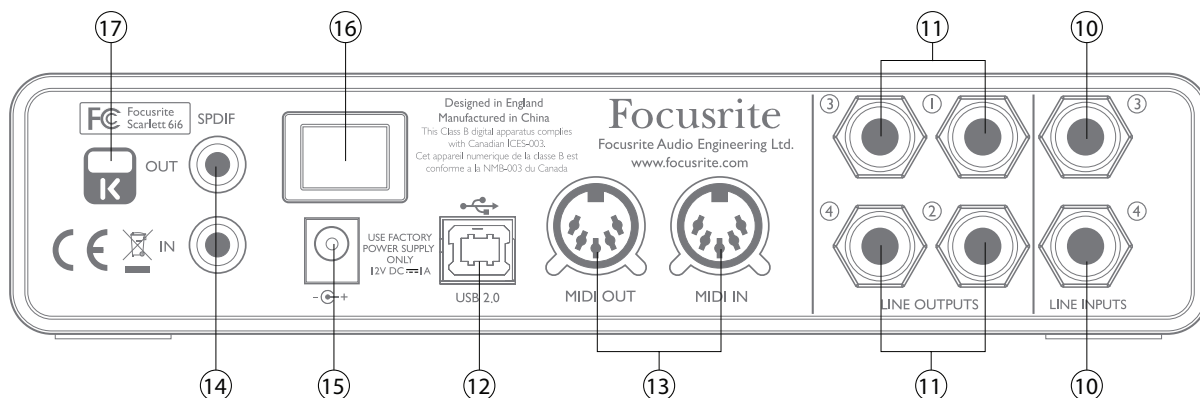 17
16
11
10
FC Focusrite
Scarlett 6i6
SPDIF
OUT
K
CE
IN
Designed in England
Manufactured in China
This Class B digital apparatus complies
with Canadian ICES-003.
Cet appareil numerique de la classe B est
conforme a la NMB-003 du Canada
Focusrite
Focusrite Audio Engineering Ltd.
www.focusrite.com
USE FACTORY
POWER SUPPLY
ONLY
12V DC 1A
- +
USB 2.0
MIDI OUT
MIDI IN
3
1
3
4
2
4
LINE OUTPUTS
LINE INPUTS
14
15
12
13
11
10